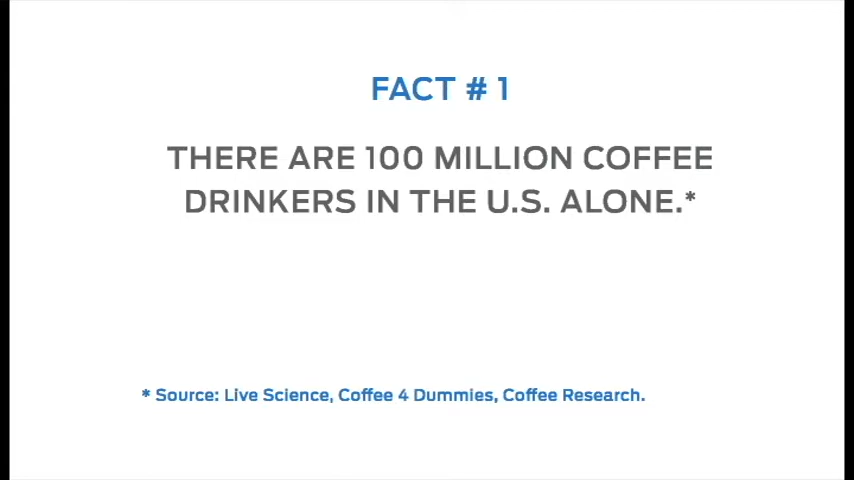 FACT # 1
THERE ARE 100 MILLION COFFEE
DRINKERS IN THE U.S. ALONE.*
* Source: Live Science, Coffee 4 Dummies, Coffee Research.